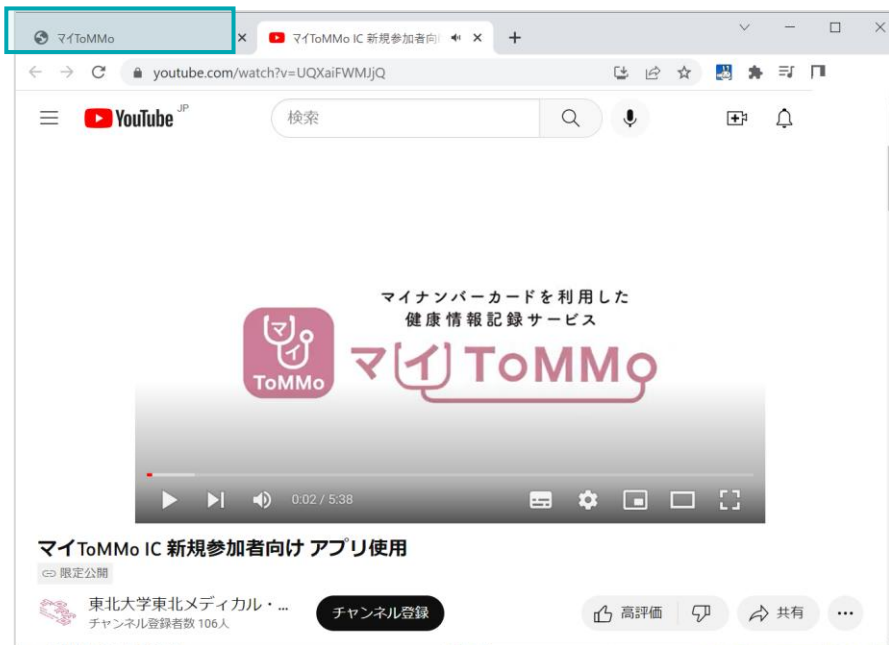 マイToMMo
マイToMMo IC 新規参加者向
youtube.com/watch?v=UQXaiFWMJjQ
YouTube JP
検索
マイナンバーカードを利用した
健康情報記録サービス
マイ
ToMMo
マイToMMo
0:02 / 5:38
マイToMMo IC 新規参加者向け アプリ使用
限定公開
東北大学東北メディカル・...
チャンネル登録者数 106人
チャンネル登録
高評価
共有